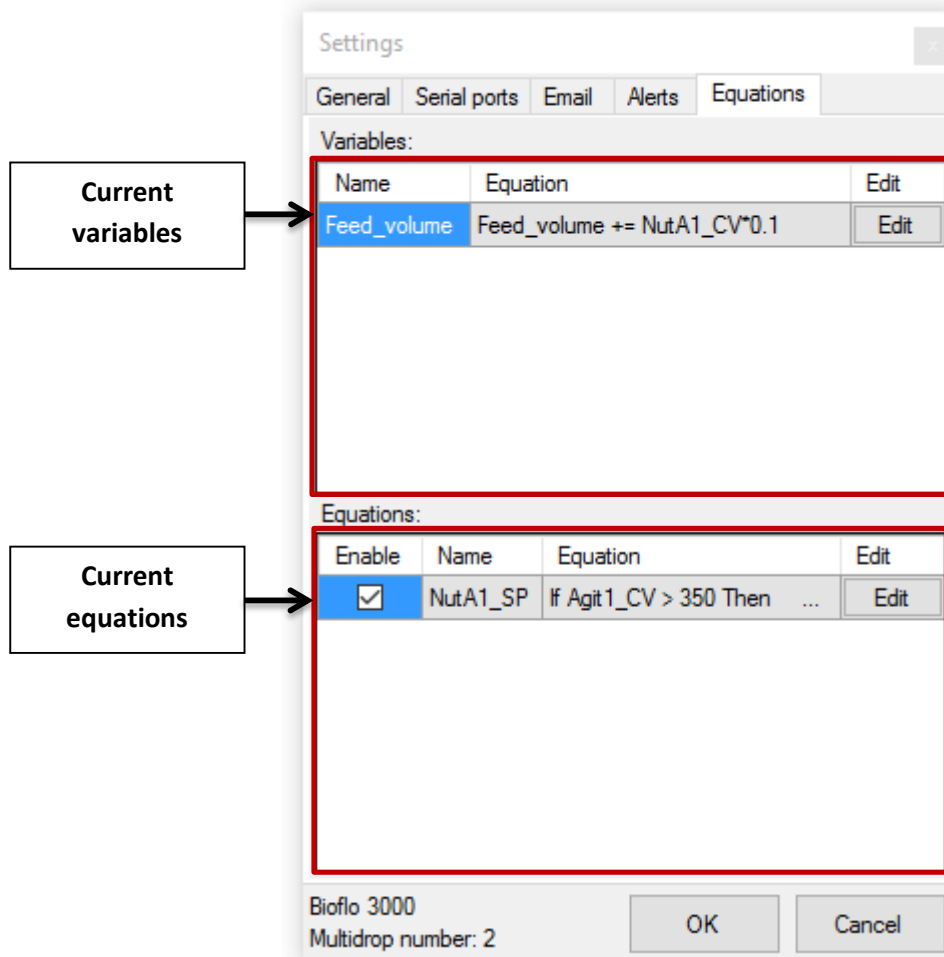 Settings
x
General Serial ports Email Alerts Equations
Variables:
Name Equation Edit
Feed_volume Feed_volume += NutA1_CV*0.1 Edit
Current
variables
Equations:
Enable Name Equation Edit
NutA1_SP If Agit1_CV > 350 Then ... Edit
Current
equations
Bioflo 3000
Multidrop number: 2
OK Cancel